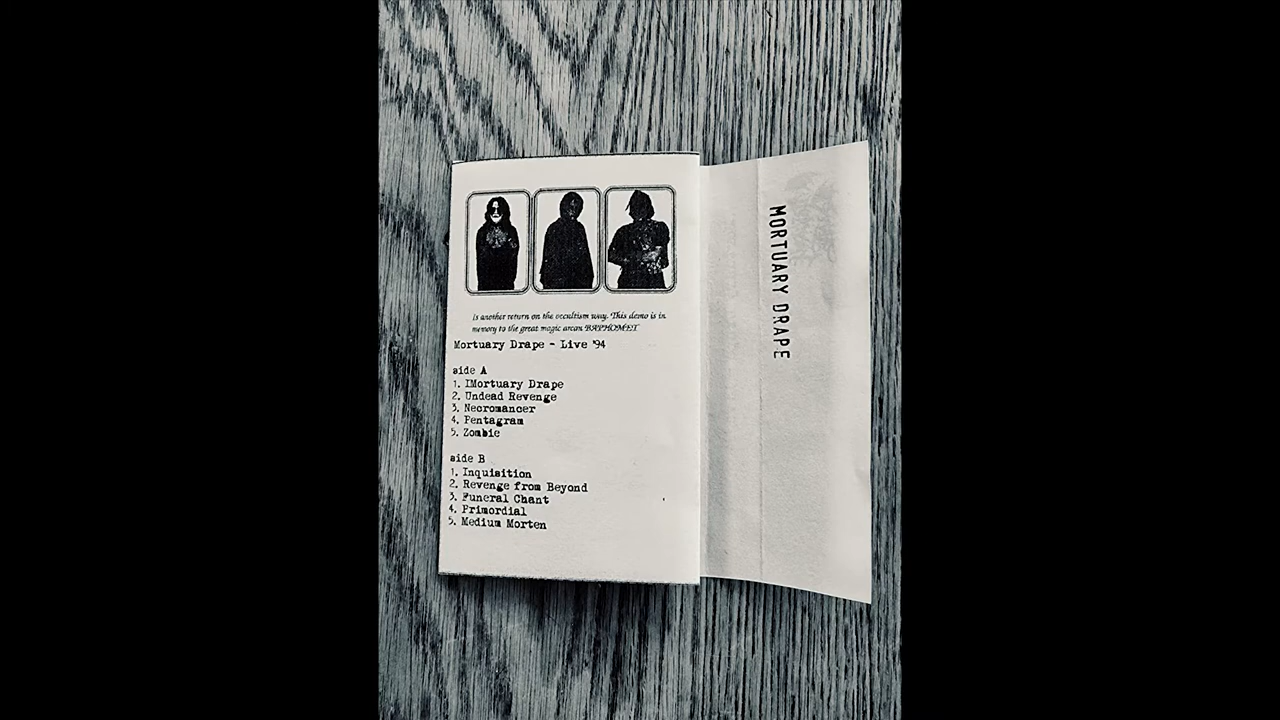 Is another return on the occultism way. This demo is in
memory to the great magic arcan BAPHOMET
Mortuary Drape - Live '94
side A
1. IMortuary Drape
2. Undead Revenge
3. Necromancer
4. Pentagram
5. Zombie
side B
1. Inquisition
2. Revenge from Beyond
3. Funeral Chant
4. Primordial
5. Medium Morten
MORTUARY DRAPE